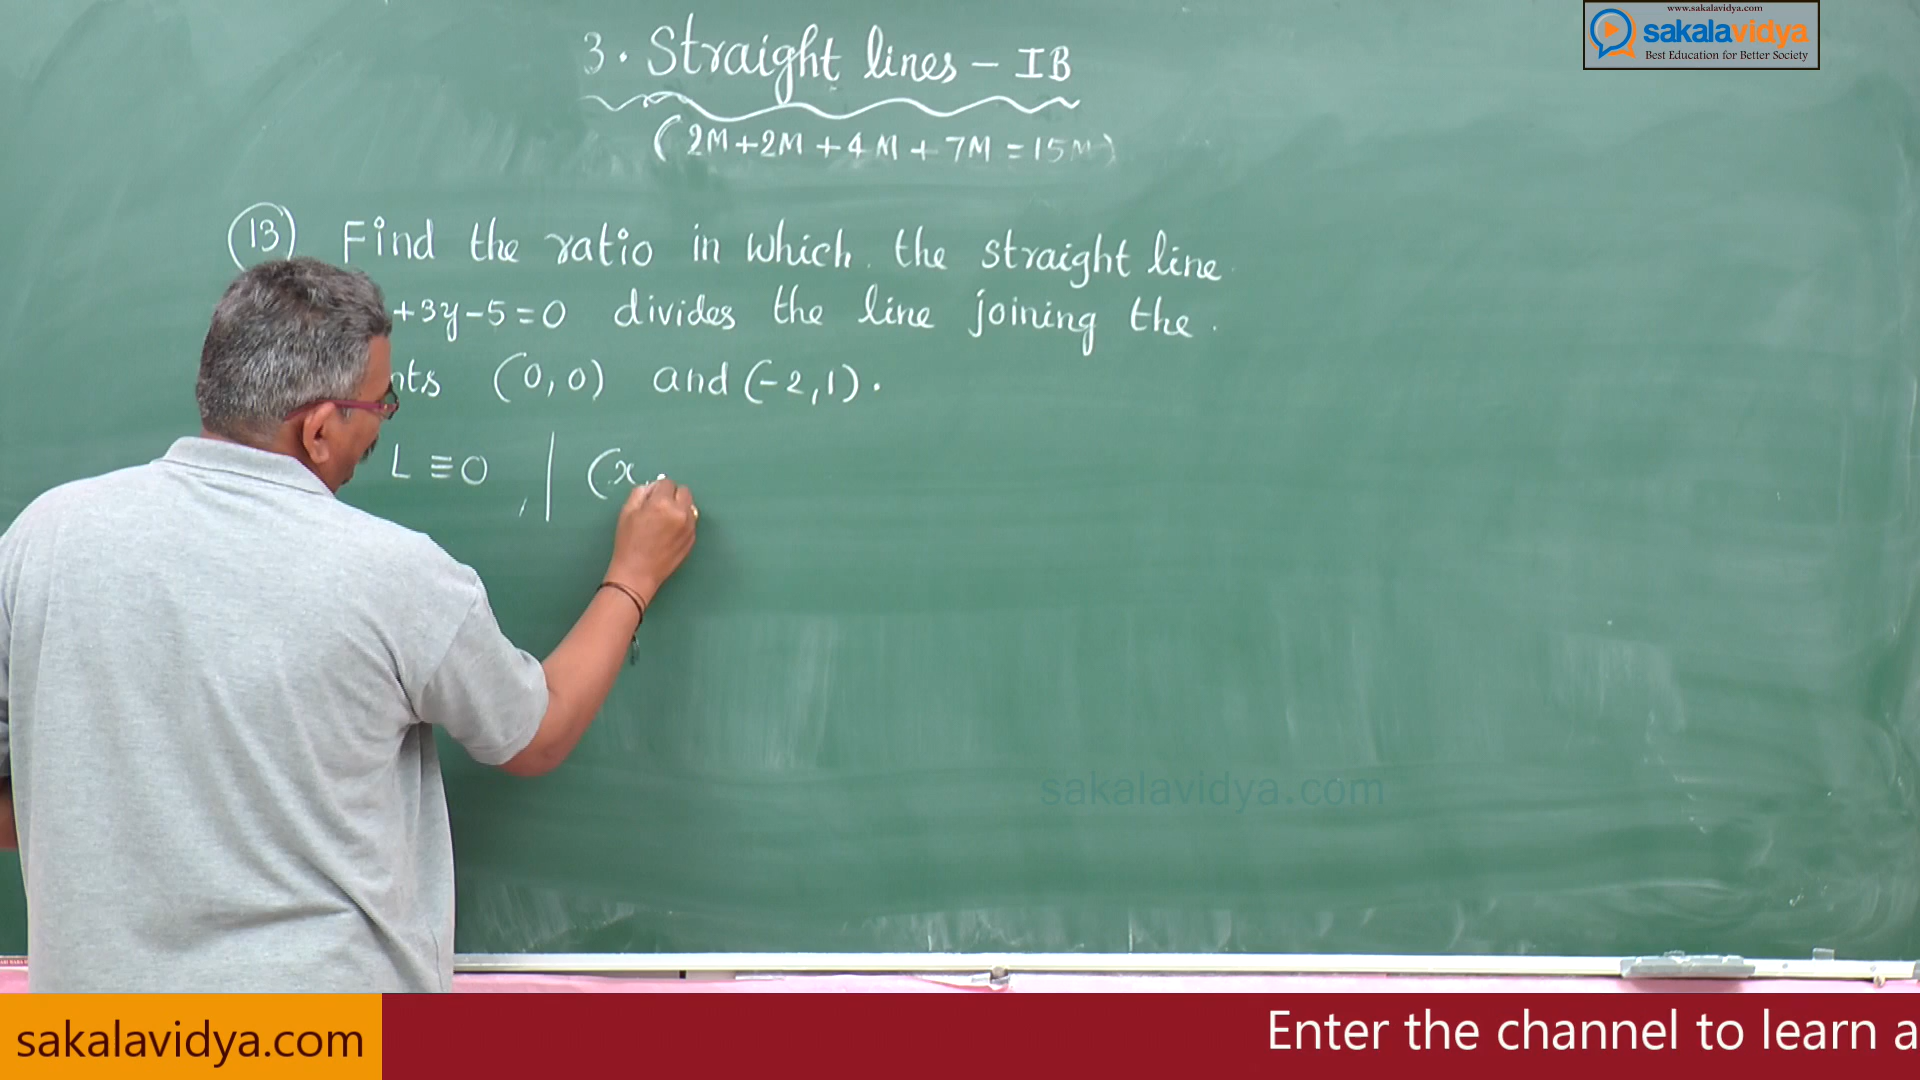 www.sakalavidya.com
sakalavidya
Best Education for Better Society
3. Straight lines - IB
(2M+2M+4M+7M=15M)
13 Find the ratio in which the straight line
+3y-5=0 divides the line joining the
nts (0,0) and (-2,1).
L≡0 | (x,
sakalavidya.com
sakalavidya.com
Enter the channel to learn a